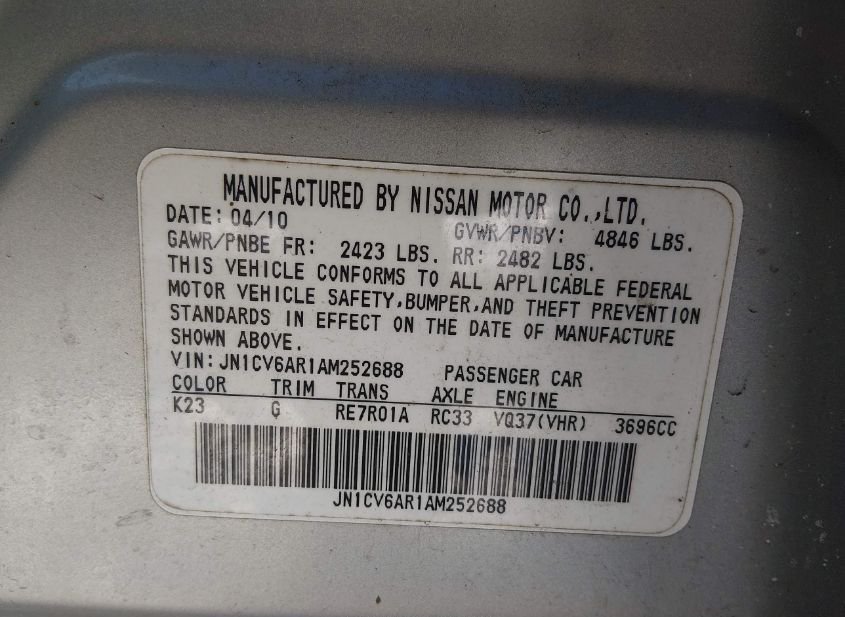 MANUFACTURED BY NISSAN MOTOR CO.,LTD.
DATE: 04/10 GVWR/PNBV: 4846 LBS.
GAWR/PNBE FR: 2423 LBS. RR: 2482 LBS.
THIS VEHICLE CONFORMS TO ALL APPLICABLE FEDERAL
MOTOR VEHICLE SAFETY,BUMPER,AND THEFT PREVENTION
STANDARDS IN EFFECT ON THE DATE OF MANUFACTURE
SHOWN ABOVE.
VIN: JN1CV6AR1AM252688 PASSENGER CAR
COLOR TRIM TRANS AXLE ENGINE
K23 G RE7R01A RC33 VQ37(VHR) 3696CC
JN1CV6AR1AM252688